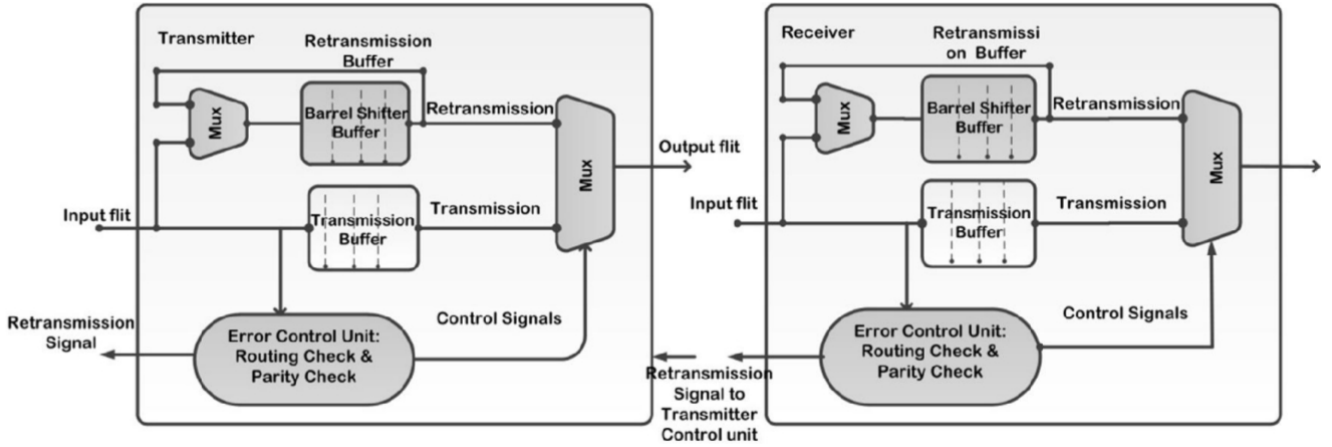 Transmitter
Retransmission
Buffer
Mux
Barrel Shifter
Buffer
Retransmission
Mux
Output flit
Input flit
Transmission
Buffer
Transmission
Retransmission
Signal
Error Control Unit:
Routing Check &
Parity Check
Control Signals
Receiver
Retransmissi
on Buffer
Mux
Barrel Shifter
Buffer
Retransmission
Mux
Input flit
Transmission
Buffer
Transmission
Error Control Unit:
Routing Check &
Parity Check
Control Signals
Retransmission
Signal to
Transmitter
Control unit